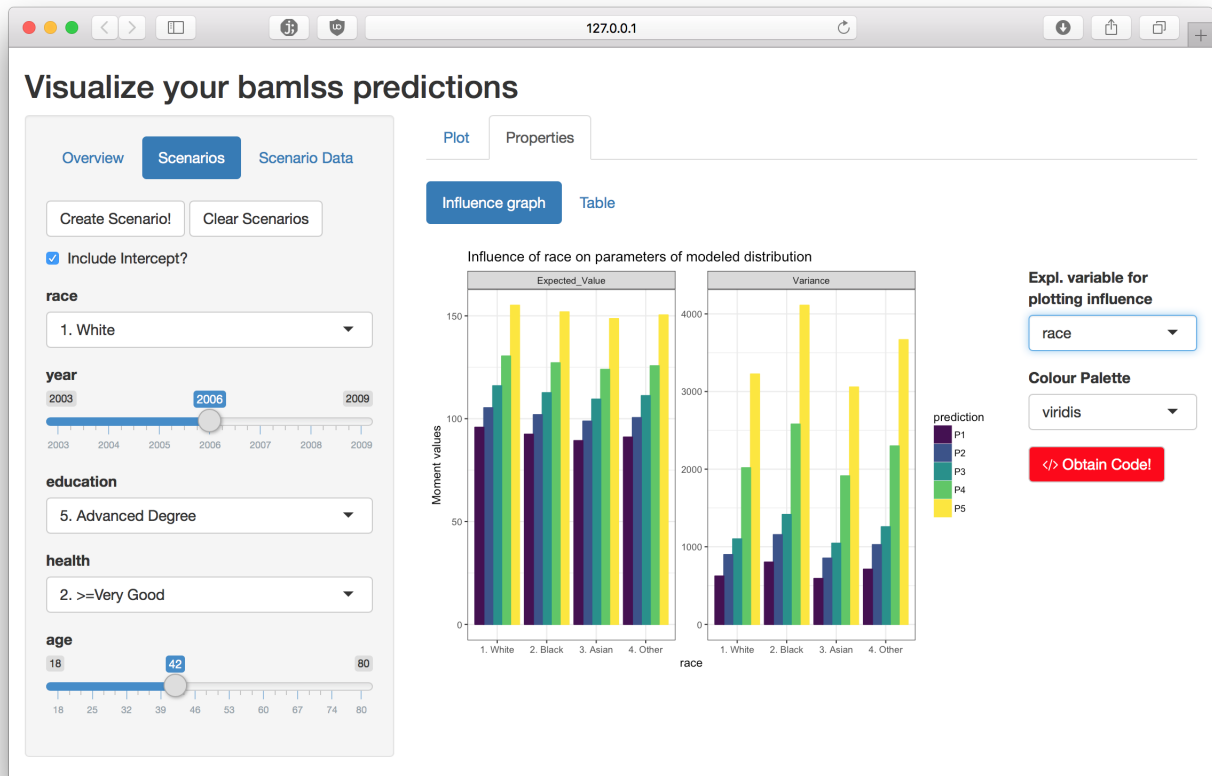 127.0.0.1
Visualize your bamlss predictions
Overview
Scenarios
Scenario Data
Create Scenario!
Clear Scenarios
Include Intercept?
race
1. White
year
2003
2006
2009
2003 2004 2005 2006 2007 2008 2009
education
5. Advanced Degree
health
2. >=Very Good
age
18
42
80
18 25 32 39 46 53 60 67 74 80
Plot
Properties
Influence graph
Table
Influence of race on parameters of modeled distribution
Expected_Value
Variance
Moment values
150
100
50
0
4000
3000
2000
1000
0
1. White 2. Black 3. Asian 4. Other
1. White 2. Black 3. Asian 4. Other
race
prediction
P1
P2
P3
P4
P5
Expl. variable for
plotting influence
race
Colour Palette
viridis
</> Obtain Code!